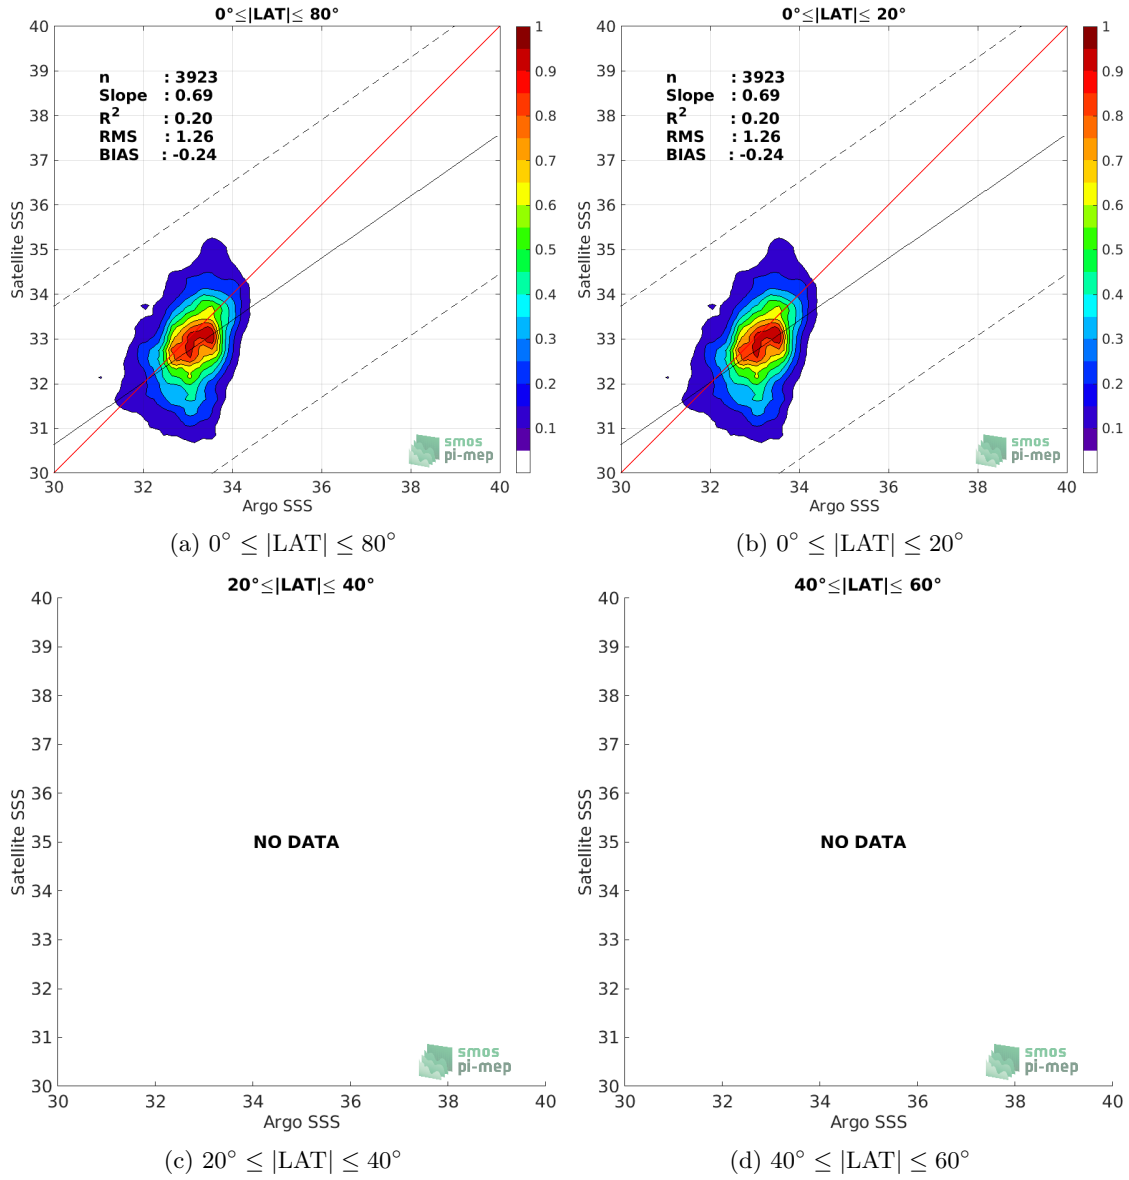 0°≤|LAT|≤ 80°
40
39
38
37
36
35
34
33
32
31
30
Satellite SSS
n : 3923
Slope : 0.69
R² : 0.20
RMS : 1.26
BIAS : -0.24
1
0.9
0.8
0.7
0.6
0.5
0.4
0.3
0.2
0.1
smos
pi-mep
30 32 34 36 38 40
Argo SSS
(a) 0° ≤ |LAT| ≤ 80°
0°≤|LAT|≤ 20°
40
39
38
37
36
35
34
33
32
31
30
Satellite SSS
n : 3923
Slope : 0.69
R² : 0.20
RMS : 1.26
BIAS : -0.24
1
0.9
0.8
0.7
0.6
0.5
0.4
0.3
0.2
0.1
smos
pi-mep
30 32 34 36 38 40
Argo SSS
(b) 0° ≤ |LAT| ≤ 20°
20°≤|LAT|≤ 40°
40
39
38
37
36
35
34
33
32
31
30
Satellite SSS
NO DATA
smos
pi-mep
30 32 34 36 38 40
Argo SSS
(c) 20° ≤ |LAT| ≤ 40°
40°≤|LAT|≤ 60°
40
39
38
37
36
35
34
33
32
31
30
Satellite SSS
NO DATA
smos
pi-mep
30 32 34 36 38 40
Argo SSS
(d) 40° ≤ |LAT| ≤ 60°